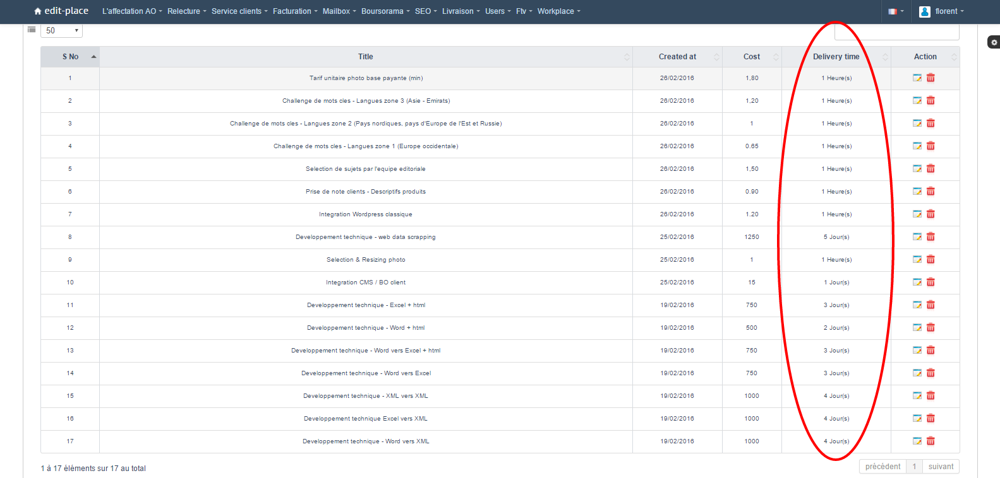 edit-place L'affectation AO Relecture Service clients Facturation Mailbox Boursorama SEO Livraison Users Ftv Workplace florent
50
S No Title Created at Cost Delivery time Action
1 Tarif unitaire photo base payante (min) 26/02/2016 1,80 1 Heure(s)
2 Challenge de mots cles - Langues zone 3 (Asie - Emirats) 26/02/2016 1,20 1 Heure(s)
3 Challenge de mots cles - Langues zone 2 (Pays nordiques, pays d'Europe de l'Est et Russie) 26/02/2016 1 1 Heure(s)
4 Challenge de mots cles - Langues zone 1 (Europe occidentale) 26/02/2016 0.65 1 Heure(s)
5 Selection de sujets par l'equipe editoriale 26/02/2016 1,50 1 Heure(s)
6 Prise de note clients - Descriptifs produits 26/02/2016 0.90 1 Heure(s)
7 Integration Wordpress classique 26/02/2016 1.20 1 Heure(s)
8 Developpement technique - web data scrapping 25/02/2016 1250 5 Jour(s)
9 Selection & Resizing photo 25/02/2016 1 1 Heure(s)
10 Integration CMS / BO client 25/02/2016 15 1 Jour(s)
11 Developpement technique - Excel + html 19/02/2016 750 3 Jour(s)
12 Developpement technique - Word + html 19/02/2016 500 2 Jour(s)
13 Developpement technique - Word vers Excel + html 19/02/2016 750 3 Jour(s)
14 Developpement technique - Word vers Excel 19/02/2016 750 3 Jour(s)
15 Developpement technique - XML vers XML 19/02/2016 1000 4 Jour(s)
16 Developpement technique Excel vers XML 19/02/2016 1000 4 Jour(s)
17 Developpement technique - Word vers XML 19/02/2016 1000 4 Jour(s)
1 à 17 éléments sur 17 au total précédent 1 suivant